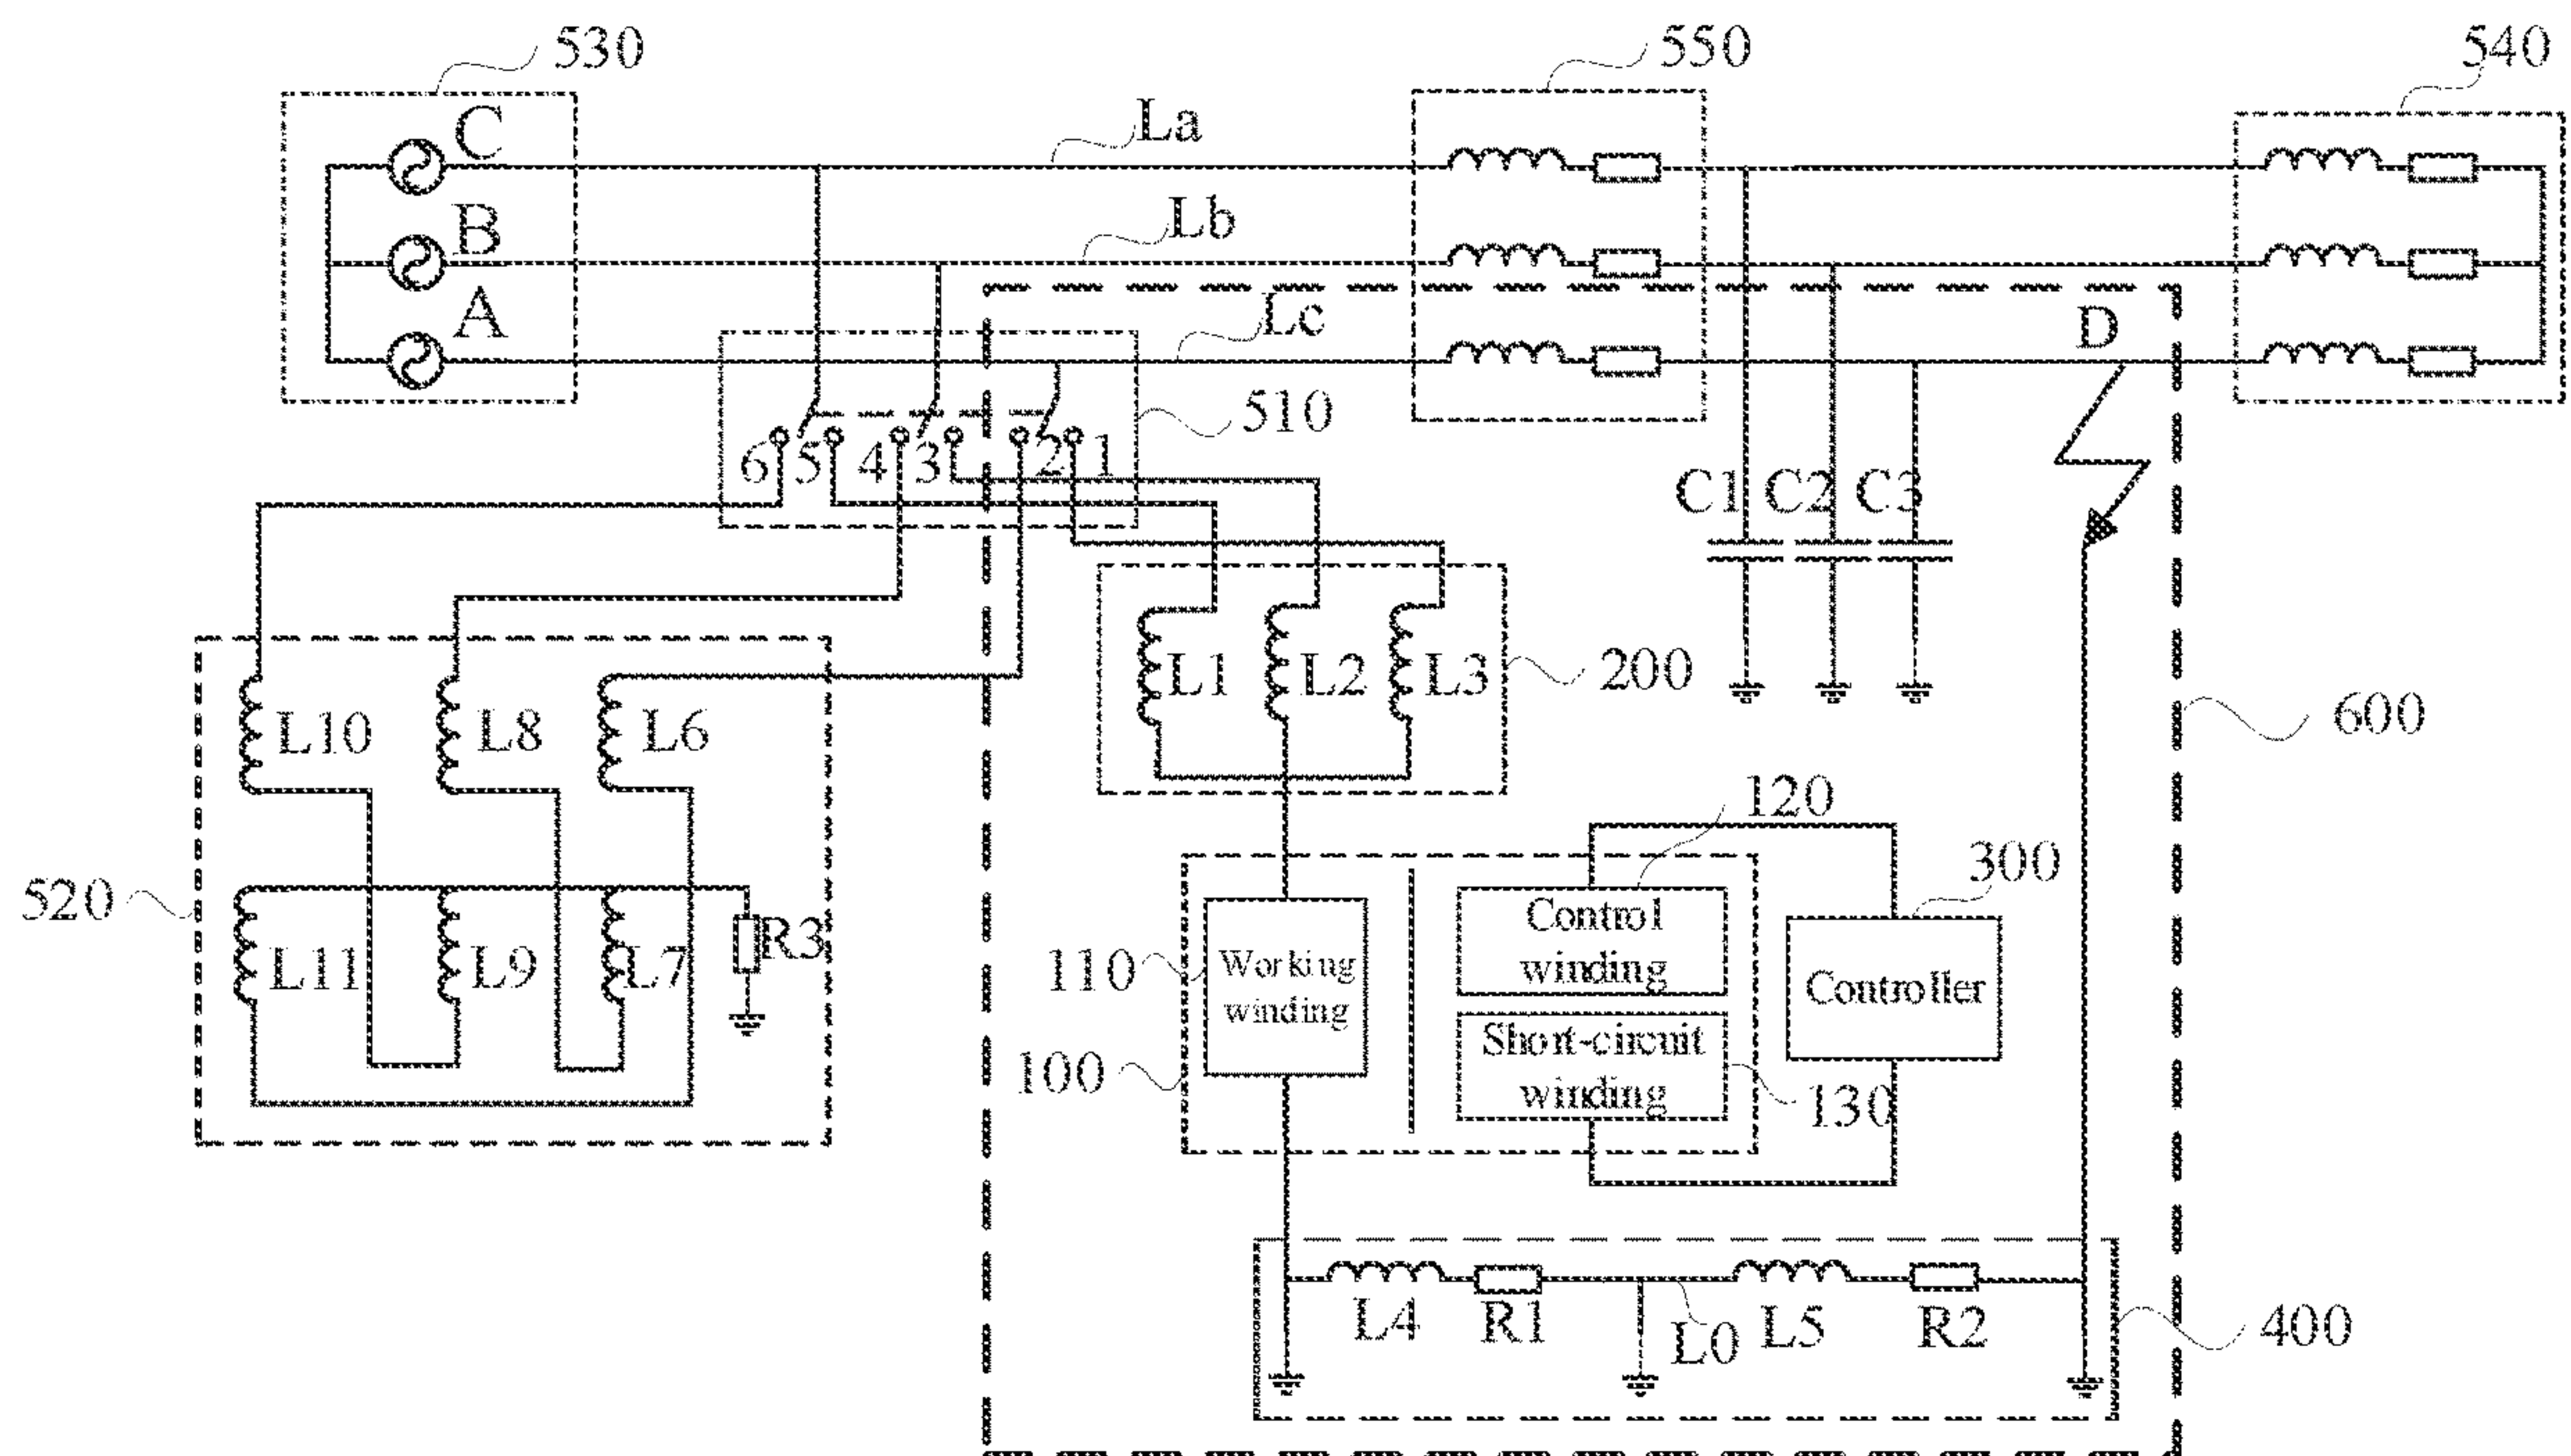 530
550
540
C
La
B
Lb
A
Lc
D
510
6 5 4 3 2 1
C1 C2 C3
L1 L2 L3
200
600
L10 L8 L6
120
300
520
Control
winding
Working
winding
110
Controller
L11 L9 L7
R3
Short-circuit
winding
100
130
L4 R1 L0 L5 R2
400